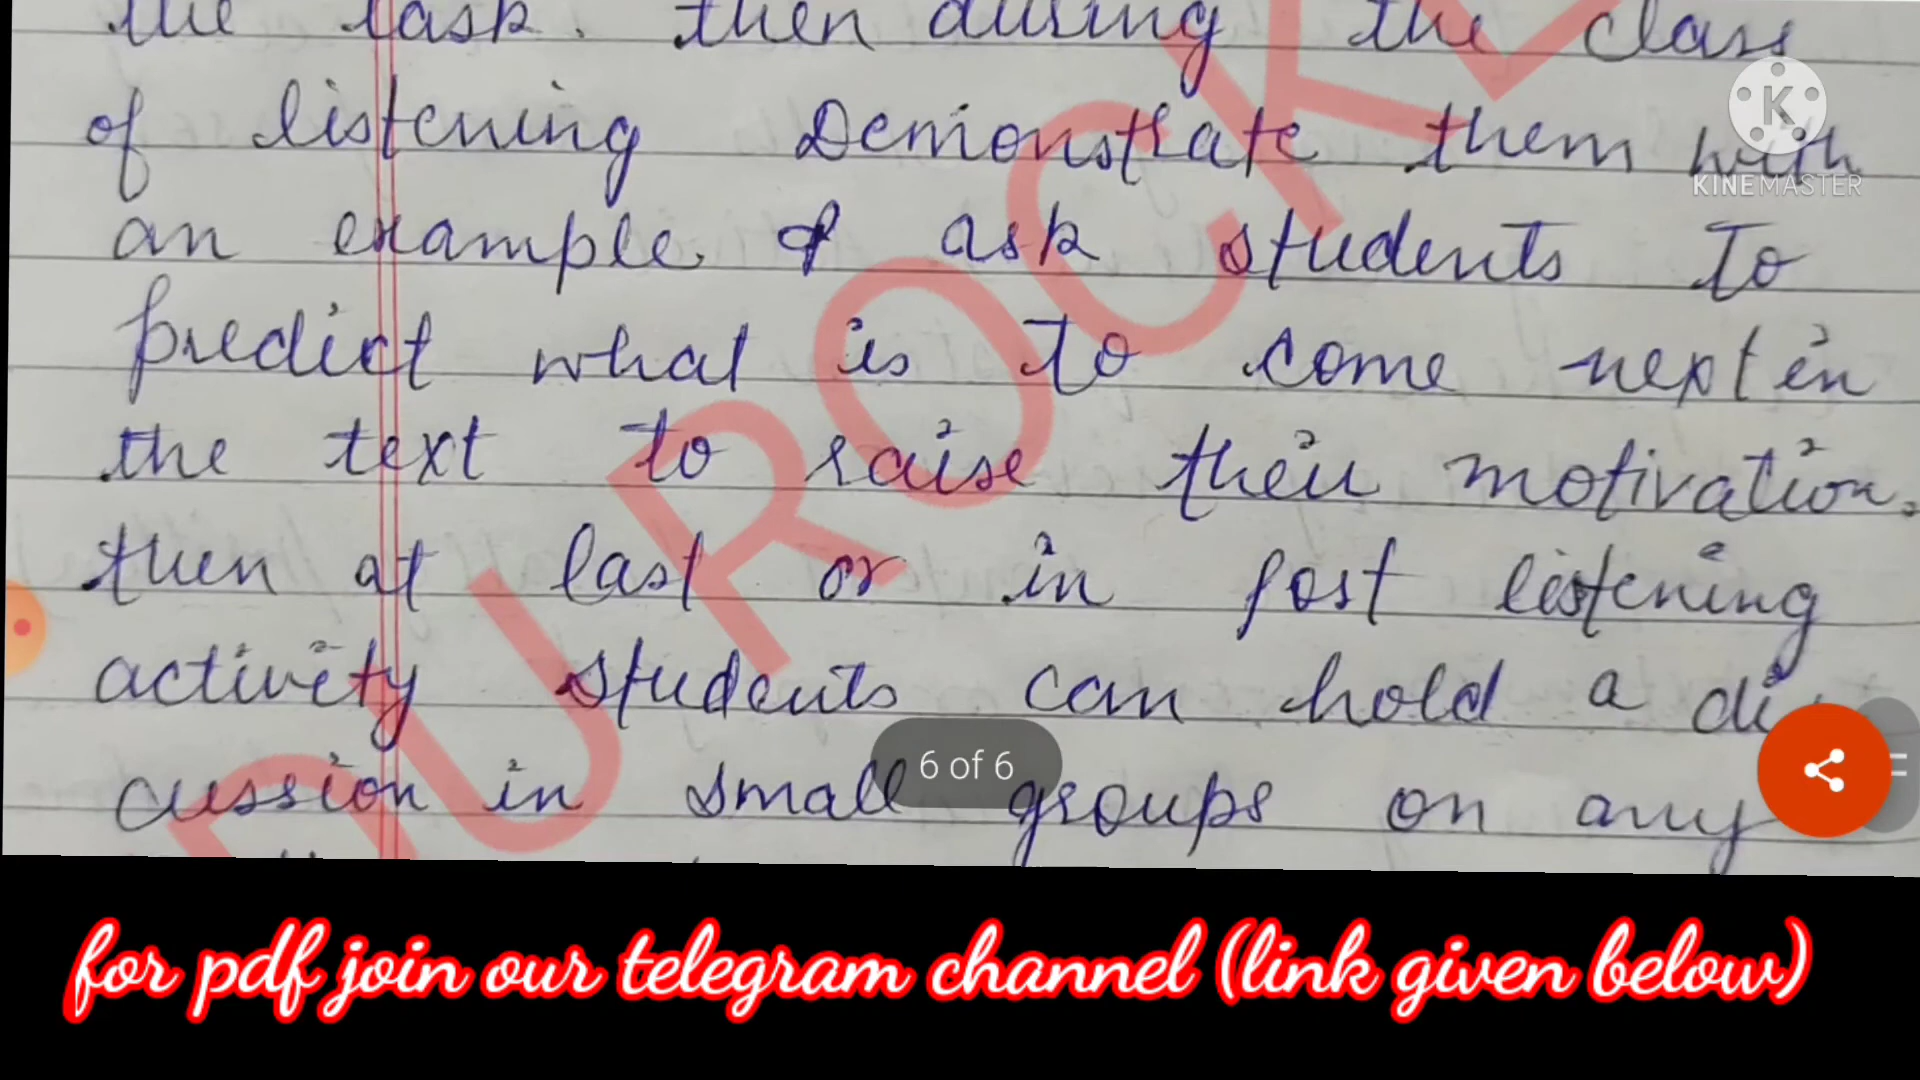 the task. then during the class
of listening Demonstrate them with
KINEMASTER
an example & ask students to
predict what is to come next in
the text to raise their motivation.
then at last or in post listening
activity students can hold a dis
cussion in small groups on any
6 of 6
for pdf join our telegram channel (link given below)